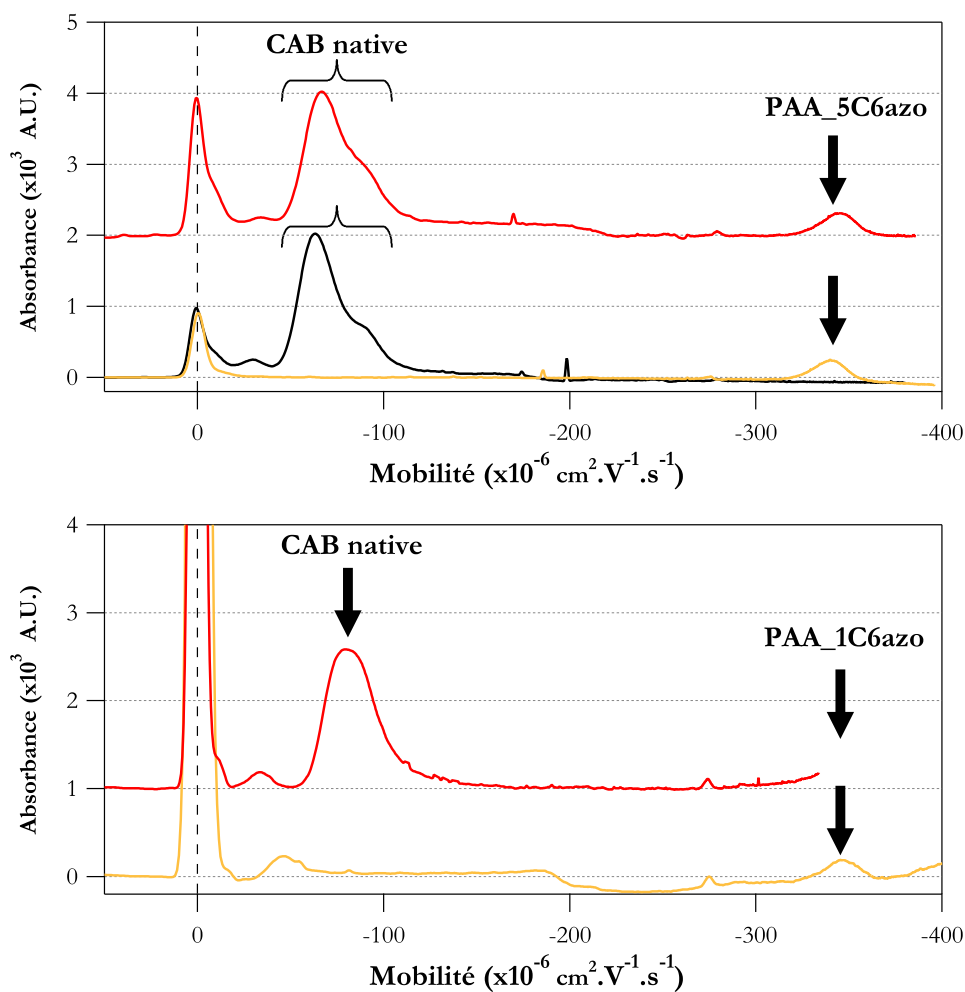 5
CAB native
4
PAA_5C6azo
3
2
1
0
Absorbance (x10³ A.U.)
0 -100 -200 -300 -400
Mobilité (x10⁻⁶ cm².V⁻¹.s⁻¹)
4
CAB native
3
PAA_1C6azo
2
1
0
Absorbance (x10³ A.U.)
0 -100 -200 -300 -400
Mobilité (x10⁻⁶ cm².V⁻¹.s⁻¹)